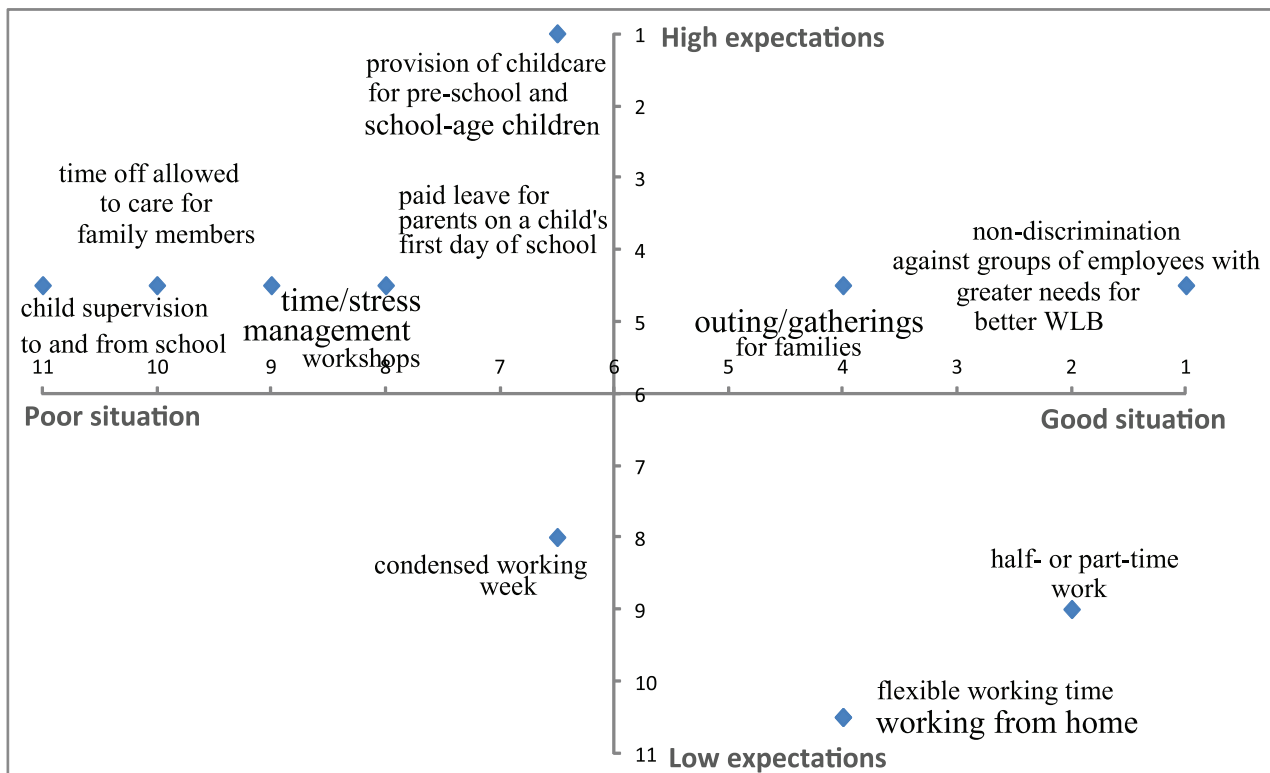 1
High expectations
provision of childcare
for pre-school and
school-age children
2
3
time off allowed
to care for
family members
paid leave for
parents on a child's
first day of school
4
non-discrimination
against groups of employees with
greater needs for
better WLB
child supervision
to and from school
time/stress
management
workshops
5
outing/gatherings
for families
11 10 9 8 7 6 5 4 3 2 1
6
Poor situation
Good situation
7
8
condensed working
week
half- or part-time
work
9
10
flexible working time
working from home
11
Low expectations